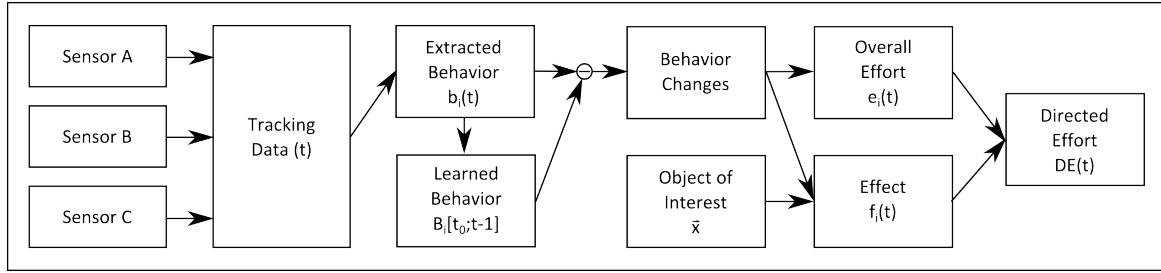 Sensor A
Sensor B
Sensor C
Tracking
Data (t)
Extracted
Behavior
bᵢ(t)
Learned
Behavior
Bᵢ[t₀;t-1]
Behavior
Changes
Object of
Interest
x⃗
Overall
Effort
eᵢ(t)
Effect
fᵢ(t)
Directed
Effort
DE(t)